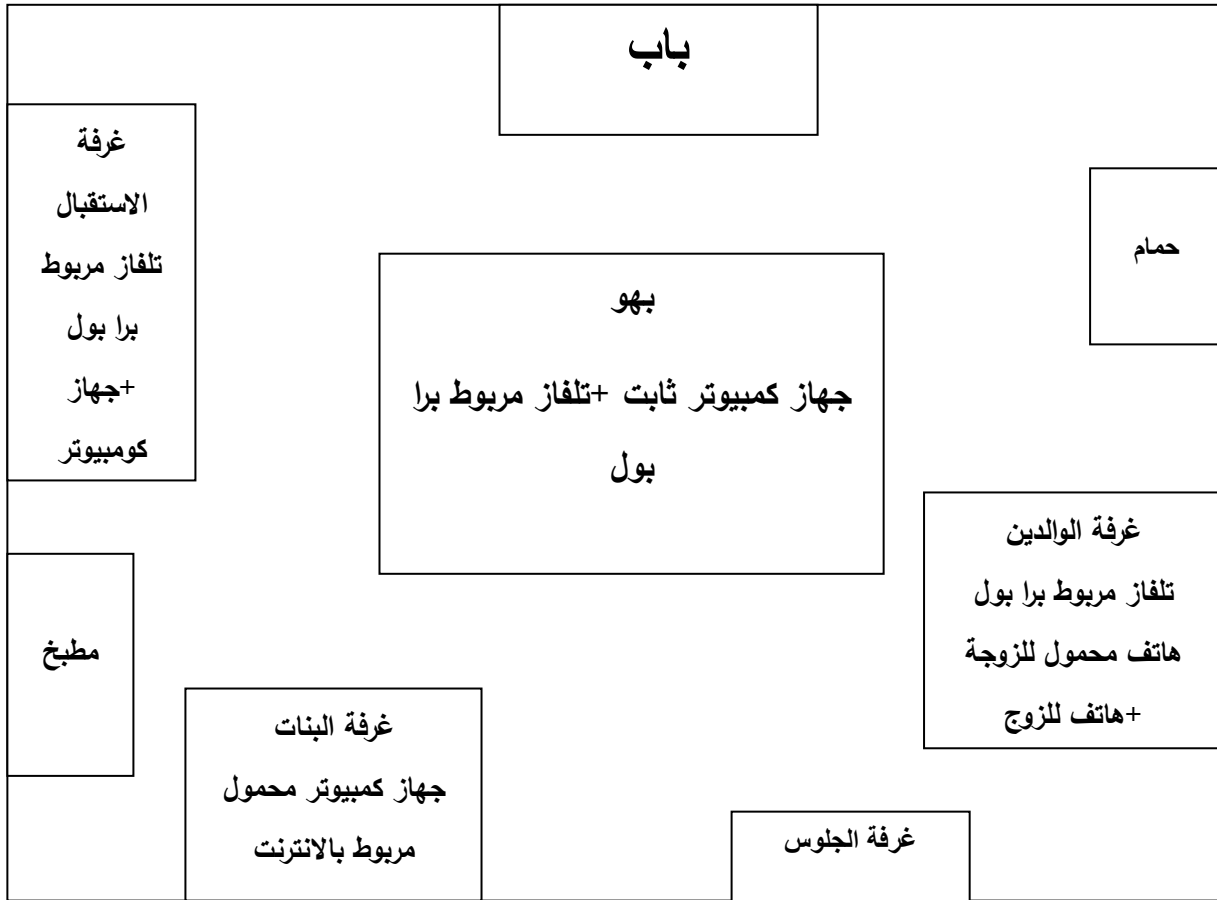 باب
غرفة
الاستقبال
تلفاز مربوط
برا بول
+جهاز
كومبيوتر
حمام
بهو
جهاز كمبيوتر ثابت +تلفاز مربوط برا
بول
غرفة الوالدين
تلفاز مربوط برا بول
هاتف محمول للزوجة
+هاتف للزوج
مطبخ
غرفة البنات
جهاز كمبيوتر محمول
مربوط بالانترنت
غرفة الجلوس